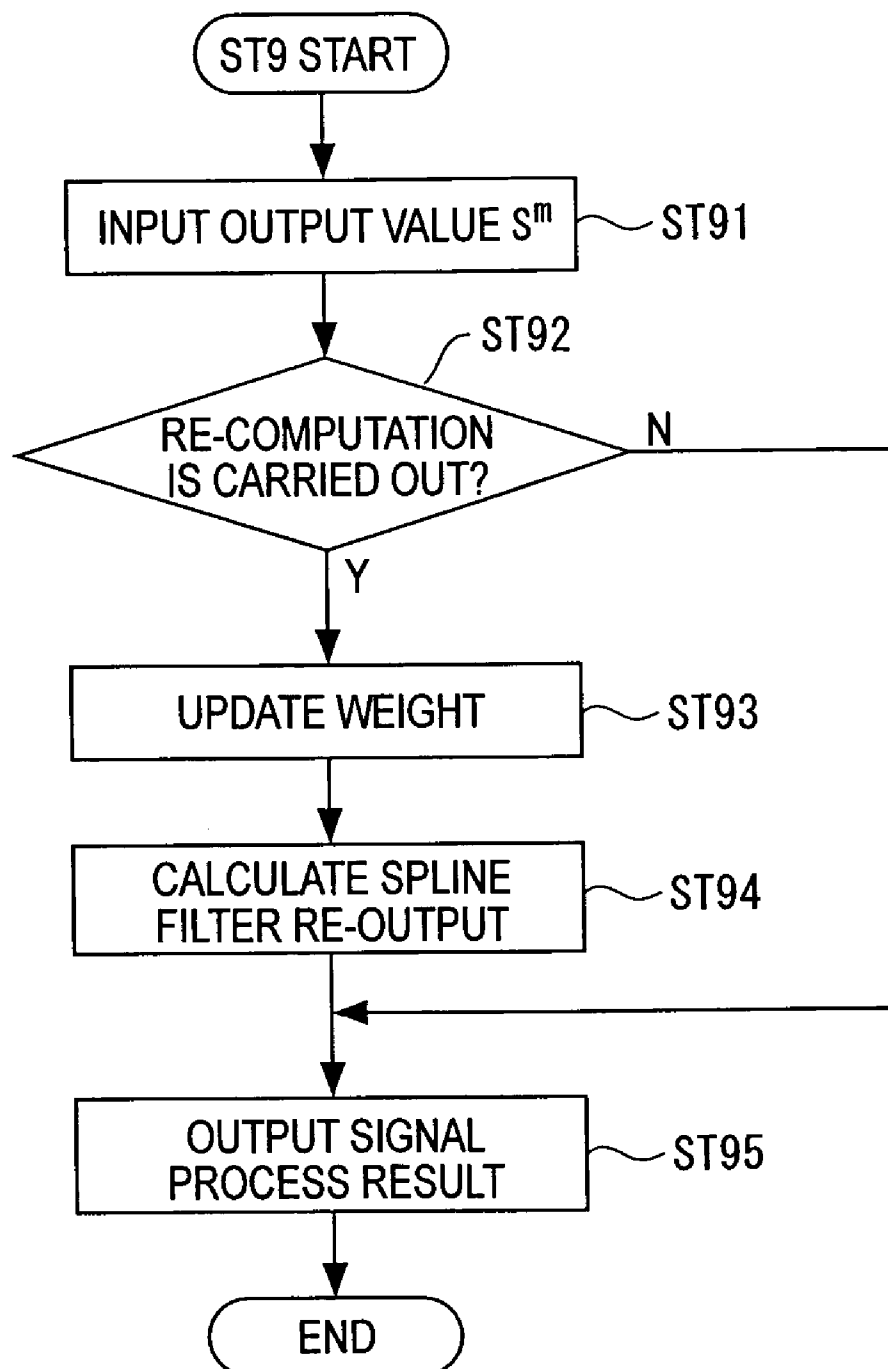 ST9 START
INPUT OUTPUT VALUE Sᵐ
ST91
ST92
RE-COMPUTATION
IS CARRIED OUT?
N
Y
UPDATE WEIGHT
ST93
CALCULATE SPLINE
FILTER RE-OUTPUT
ST94
OUTPUT SIGNAL
PROCESS RESULT
ST95
END